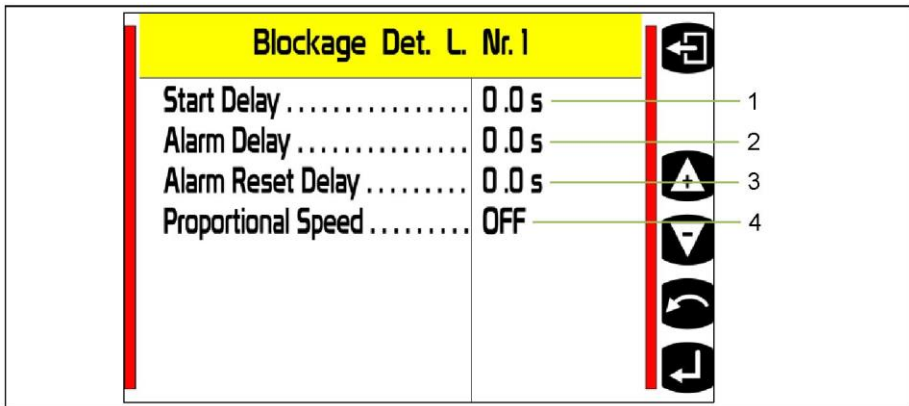 Blockage Det. L. Nr. 1
Start Delay ................ 0.0 s 1
Alarm Delay ............... 0.0 s 2
Alarm Reset Delay ......... 0.0 s 3
Proportional Speed ......... OFF 4
+
-